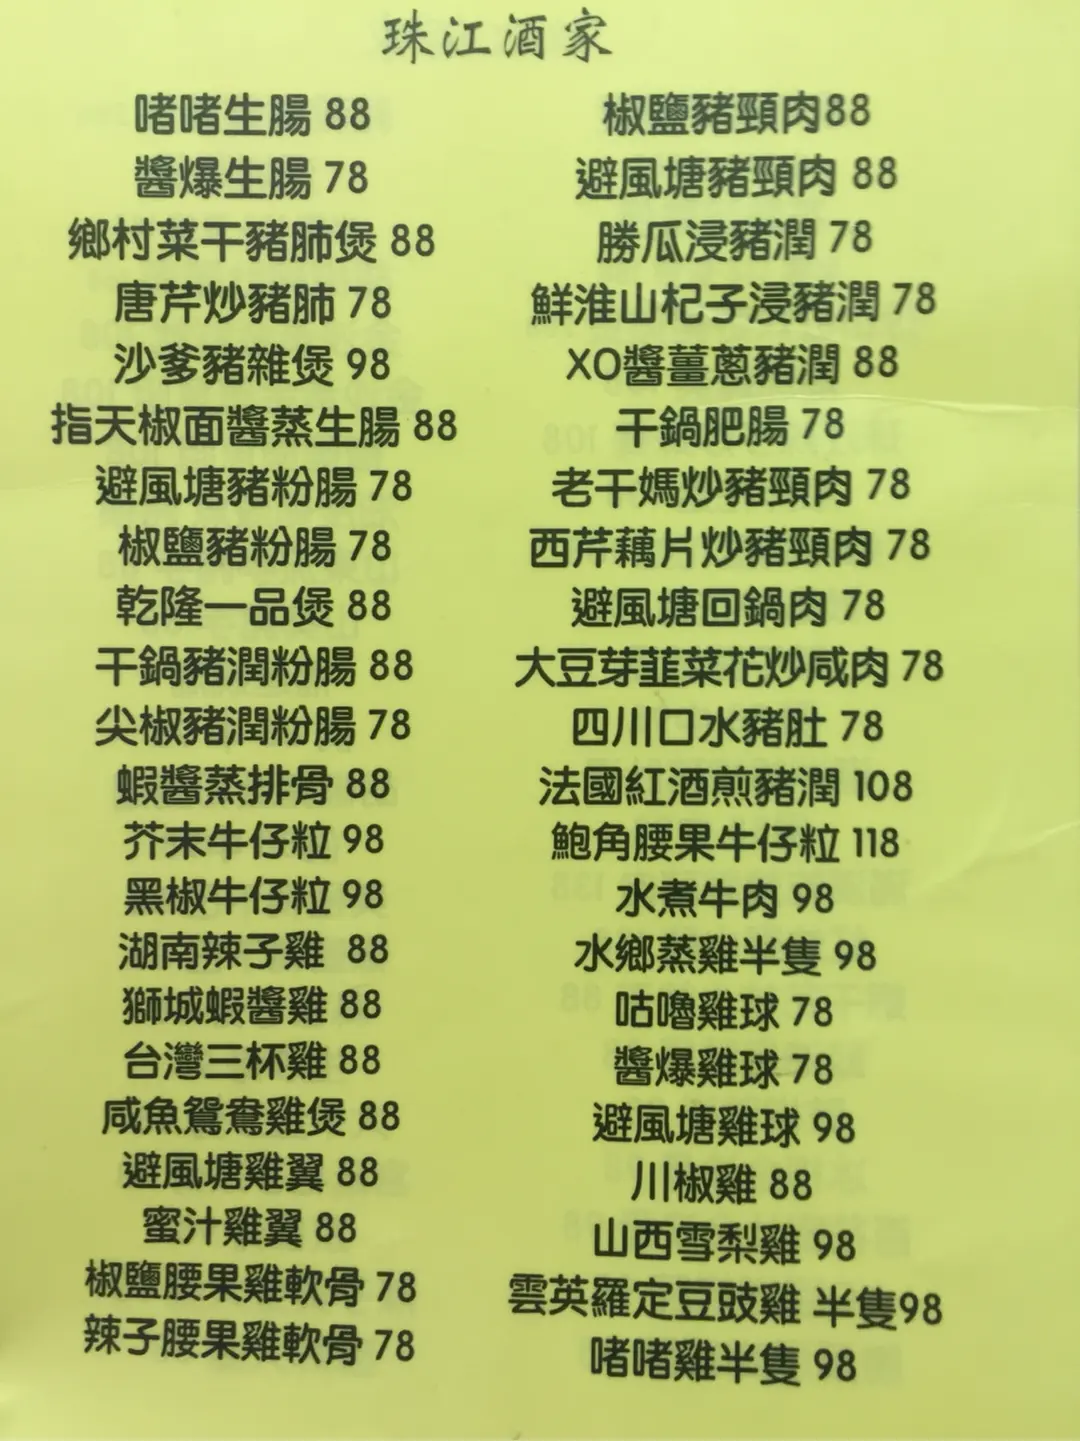 珠江酒家
啫啫生腸 88
醬爆生腸 78
鄉村菜干豬肺煲 88
唐芹炒豬肺 78
沙爹豬雜煲 98
指天椒面醬蒸生腸 88
避風塘豬粉腸 78
椒鹽豬粉腸 78
乾隆一品煲 88
干鍋豬潤粉腸 88
尖椒豬潤粉腸 78
蝦醬蒸排骨 88
芥末牛仔粒 98
黑椒牛仔粒 98
湖南辣子雞 88
獅城蝦醬雞 88
台灣三杯雞 88
咸魚鴛鴦雞煲 88
避風塘雞翼 88
蜜汁雞翼 88
椒鹽腰果雞軟骨 78
辣子腰果雞軟骨 78
椒鹽豬頸肉88
避風塘豬頸肉 88
勝瓜浸豬潤 78
鮮淮山杞子浸豬潤 78
XO醬薑蔥豬潤 88
干鍋肥腸 78
老干媽炒豬頸肉 78
西芹藕片炒豬頸肉 78
避風塘回鍋肉 78
大豆芽韮菜花炒咸肉 78
四川口水豬肚 78
法國紅酒煎豬潤 108
鮑角腰果牛仔粒 118
水煮牛肉 98
水鄉蒸雞半隻 98
咕嚕雞球 78
醬爆雞球 78
避風塘雞球 98
川椒雞 88
山西雪梨雞 98
雲英羅定豆豉雞 半隻98
啫啫雞半隻 98